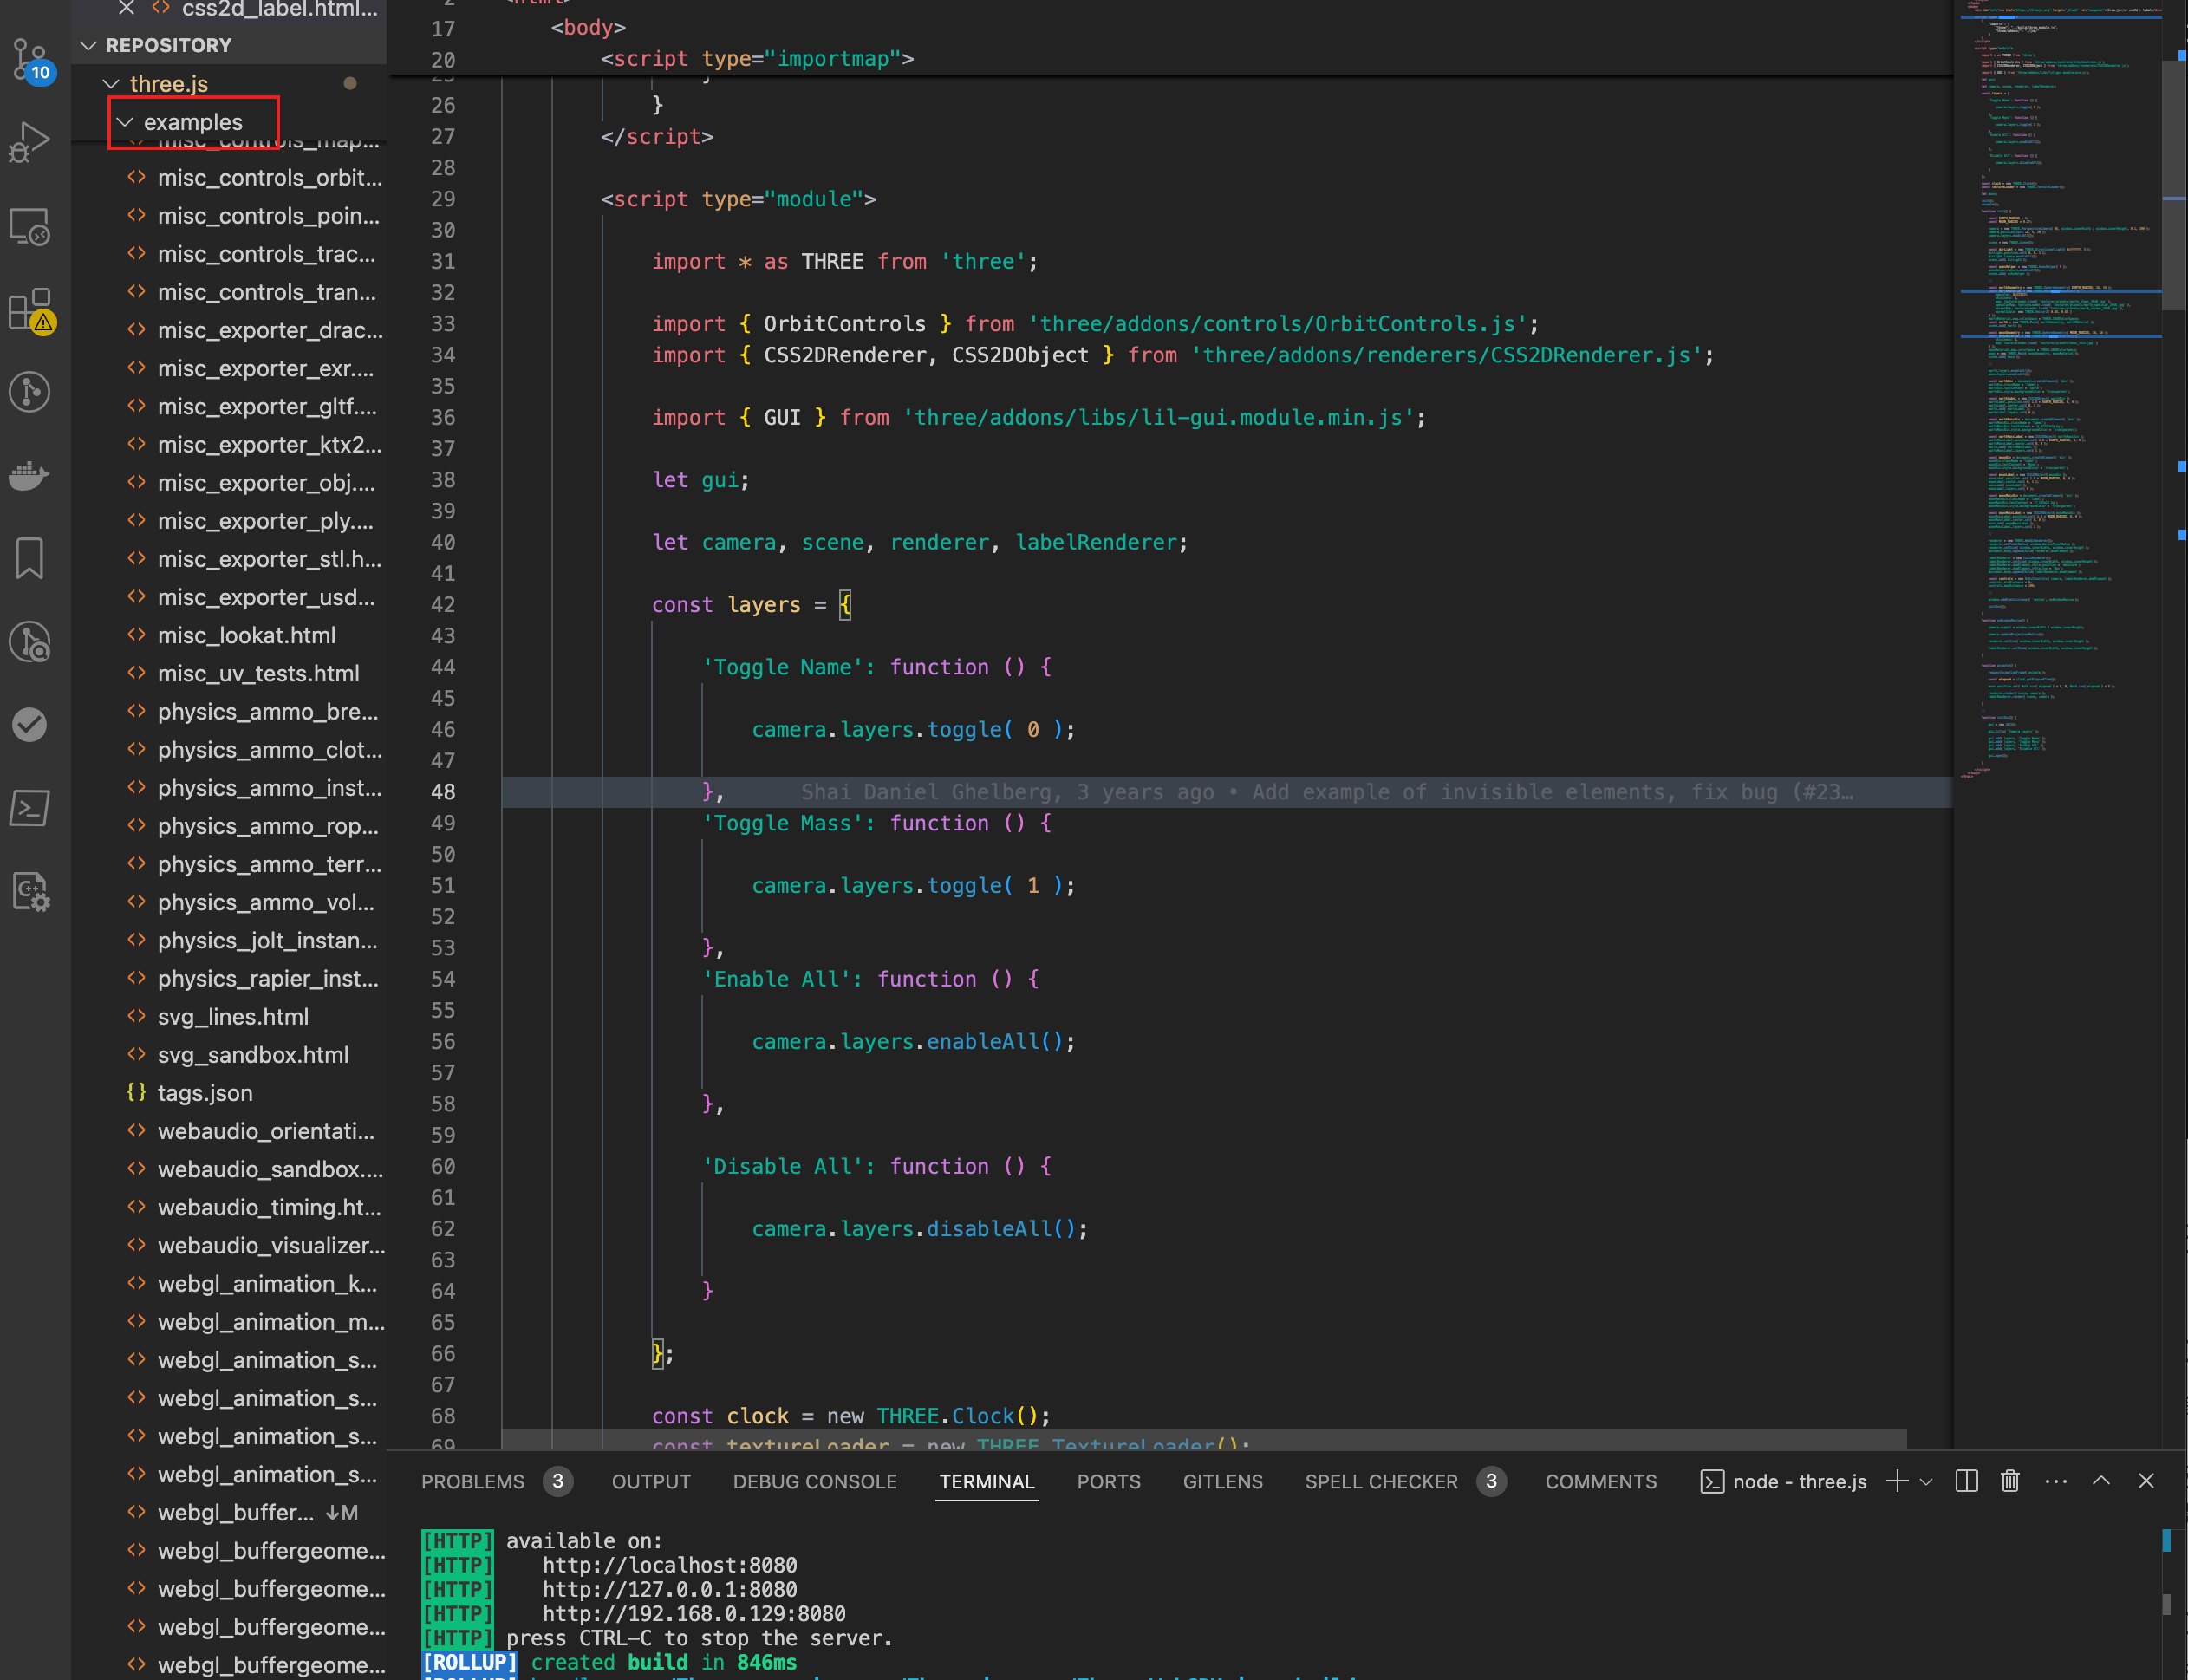 css2d_label.html...
REPOSITORY
10
three.js
examples
misc_controls_map...
misc_controls_orbit...
misc_controls_poin...
misc_controls_trac...
misc_controls_tran...
misc_exporter_drac...
misc_exporter_exr....
misc_exporter_gltf....
misc_exporter_ktx2...
misc_exporter_obj....
misc_exporter_ply....
misc_exporter_stl.h...
misc_exporter_usd...
misc_lookat.html
misc_uv_tests.html
physics_ammo_bre...
physics_ammo_clot...
physics_ammo_inst...
physics_ammo_rop...
physics_ammo_terr...
physics_ammo_vol...
physics_jolt_instan...
physics_rapier_inst...
svg_lines.html
svg_sandbox.html
{} tags.json
webaudio_orientati...
webaudio_sandbox....
webaudio_timing.ht...
webaudio_visualizer...
webgl_animation_k...
webgl_animation_m...
webgl_animation_s...
webgl_animation_s...
webgl_animation_s...
webgl_animation_s...
webgl_buffer... ↓M
webgl_buffergeome...
webgl_buffergeome...
webgl_buffergeome...
webgl_buffergeome...
2 <html>
17 <body>
20 <script type="importmap">
25 }
26 }
27 </script>
28
29 <script type="module">
30
31 import * as THREE from 'three';
32
33 import { OrbitControls } from 'three/addons/controls/OrbitControls.js';
34 import { CSS2DRenderer, CSS2DObject } from 'three/addons/renderers/CSS2DRenderer.js';
35
36 import { GUI } from 'three/addons/libs/lil-gui.module.min.js';
37
38 let gui;
39
40 let camera, scene, renderer, labelRenderer;
41
42 const layers = {
43
44 'Toggle Name': function () {
45
46 camera.layers.toggle( 0 );
47
48 }, Shai Daniel Ghelberg, 3 years ago • Add example of invisible elements, fix bug (#23…
49 'Toggle Mass': function () {
50
51 camera.layers.toggle( 1 );
52
53 },
54 'Enable All': function () {
55
56 camera.layers.enableAll();
57
58 },
59
60 'Disable All': function () {
61
62 camera.layers.disableAll();
63
64 }
65
66 };
67
68 const clock = new THREE.Clock();
69 const textureLoader = new THREE.TextureLoader();
PROBLEMS 3 OUTPUT DEBUG CONSOLE TERMINAL PORTS GITLENS SPELL CHECKER 3 COMMENTS node - three.js
[HTTP] available on:
[HTTP] http://localhost:8080
[HTTP] http://127.0.0.1:8080
[HTTP] http://192.168.0.129:8080
[HTTP] press CTRL-C to stop the server.
[ROLLUP] created build in 846ms